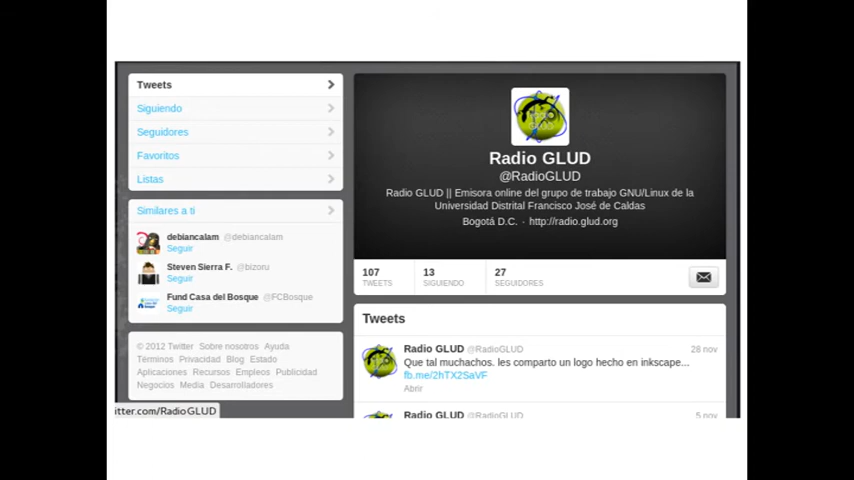 Tweets
Siguiendo
Seguidores
Favoritos
Listas
Similares a ti
debiancalam @debiancalam
Seguir
Steven Sierra F. @bizoru
Seguir
Fund Casa del Bosque @FCBosque
Seguir
© 2012 Twitter Sobre nosotros Ayuda
Términos Privacidad Blog Estado
Aplicaciones Recursos Empleos Publicidad
Negocios Media Desarrolladores
itter.com/RadioGLUD
Radio GLUD
@RadioGLUD
Radio GLUD || Emisora online del grupo de trabajo GNU/Linux de la
Universidad Distrital Francisco José de Caldas
Bogotá D.C. · http://radio.glud.org
107 13 27
TWEETS SIGUIENDO SEGUIDORES
Tweets
Radio GLUD @RadioGLUD 28 nov
Que tal muchachos. les comparto un logo hecho en inkscape...
fb.me/2hTX2SaVF
Abrir
Radio GLUD @RadioGLUD 5 nov